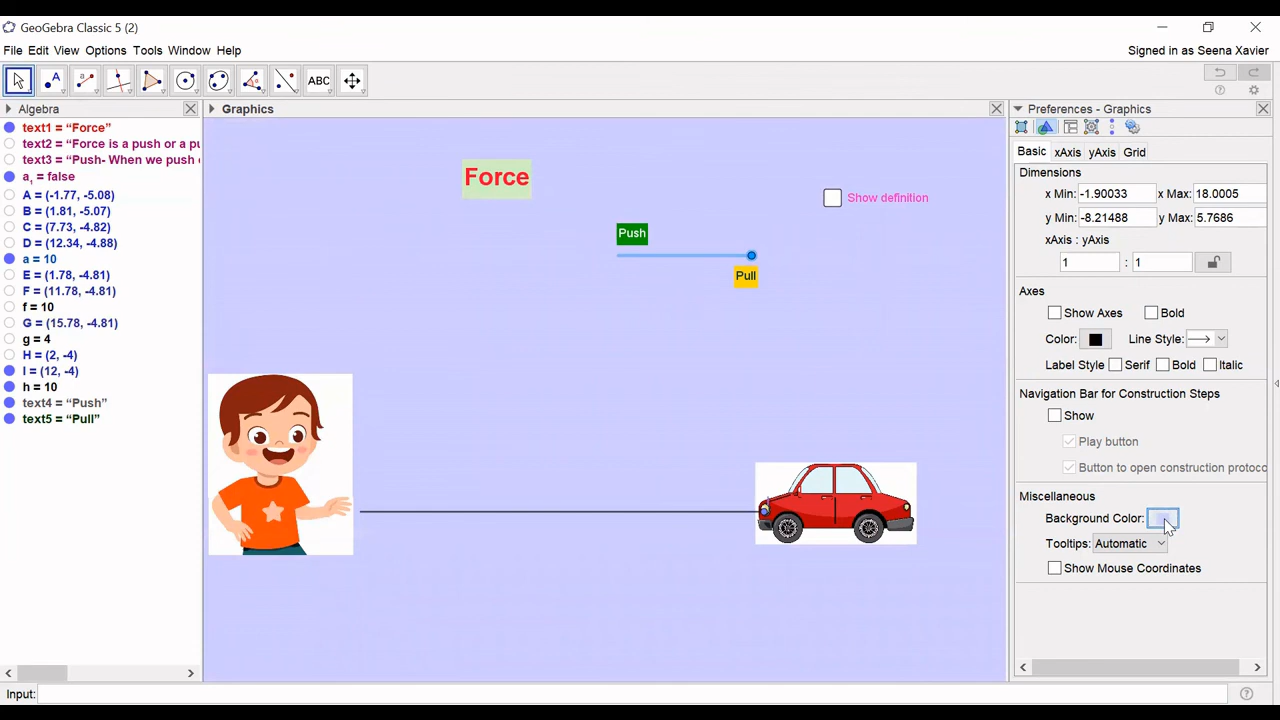 GeoGebra Classic 5 (2)
File Edit View Options Tools Window Help
Signed in as Seena Xavier
ABC
Algebra
Graphics
Preferences - Graphics
text1 = “Force”
text2 = “Force is a push or a pu
text3 = “Push- When we push
a₁ = false
A = (-1.77, -5.08)
B = (1.81, -5.07)
C = (7.73, -4.82)
D = (12.34, -4.88)
a = 10
E = (1.78, -4.81)
F = (11.78, -4.81)
f = 10
G = (15.78, -4.81)
g = 4
H = (2, -4)
I = (12, -4)
h = 10
text4 = “Push”
text5 = “Pull”
Force
Show definition
Push
Pull
Basic xAxis yAxis Grid
Dimensions
x Min: -1.90033 x Max: 18.0005
y Min: -8.21488 y Max: 5.7686
xAxis : yAxis
1 : 1
Axes
Show Axes Bold
Color: Line Style:
Label Style Serif Bold Italic
Navigation Bar for Construction Steps
Show
Play button
Button to open construction protoco
Miscellaneous
Background Color:
Tooltips: Automatic
Show Mouse Coordinates
Input: